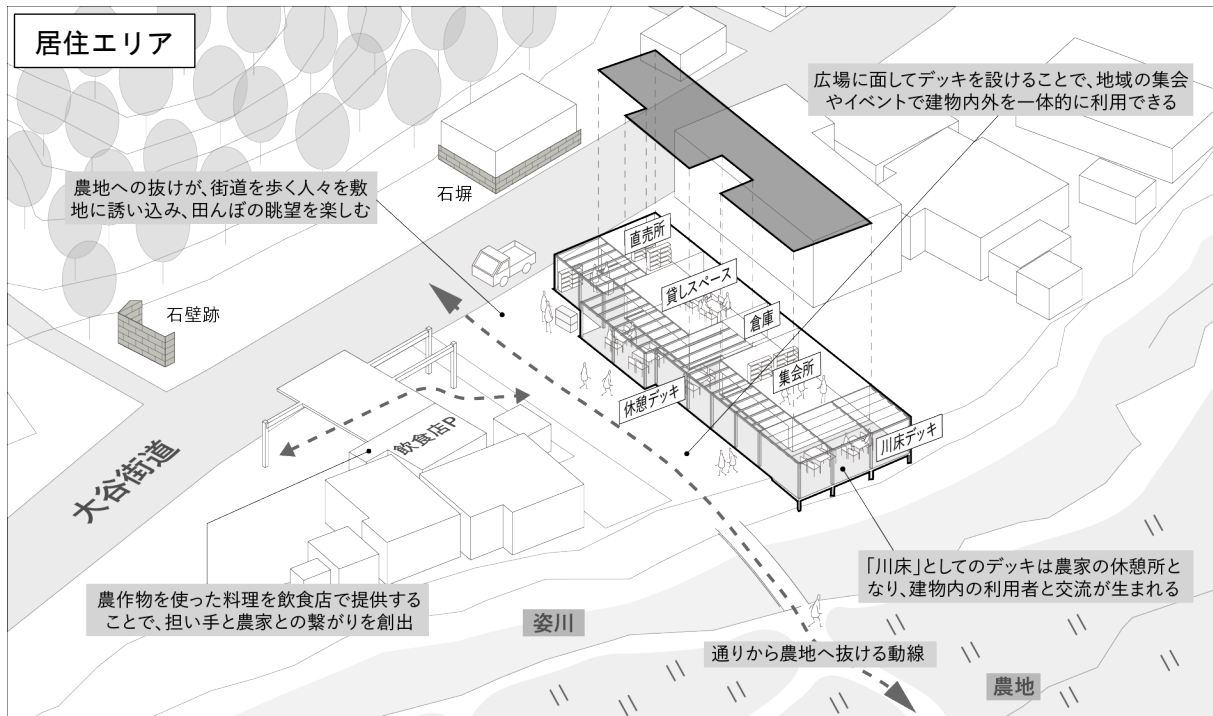 居住エリア
広場に面してデッキを設けることで、地域の集会
やイベントで建物内外を一体的に利用できる
農地への抜けが、街道を歩く人々を敷
地に誘い込み、田んぼの眺望を楽しむ
石塀
直売所
貸しスペース
石壁跡
倉庫
集会所
休憩デッキ
川床デッキ
飲食店P
大谷街道
「川床」としてのデッキは農家の休憩所と
なり、建物内の利用者と交流が生まれる
農作物を使った料理を飲食店で提供する
ことで、担い手と農家との繋がりを創出
姿川
通りから農地へ抜ける動線
農地